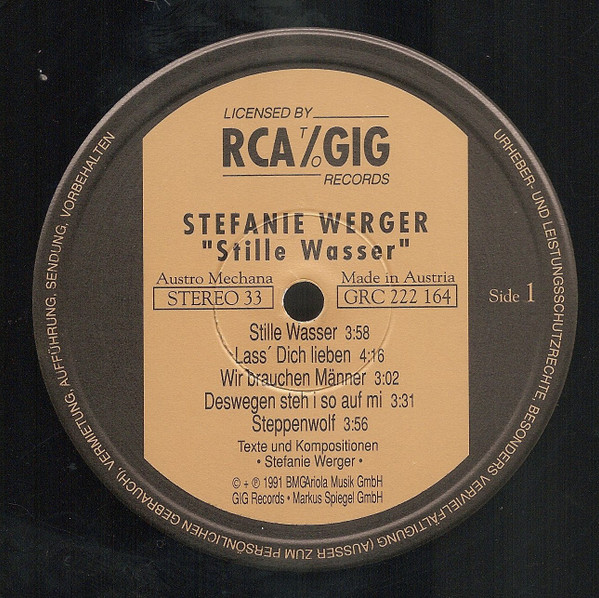 LICENSED BY
RCA TO GIG
RECORDS
STEFANIE WERGER
"Stille Wasser"
Austro Mechana
STEREO 33
Made in Austria
GRC 222 164
Side 1
Stille Wasser 3:58
Lass´ Dich lieben 4:16
Wir brauchen Männer 3:02
Deswegen steh i so auf mi 3:31
Steppenwolf 3:56
Texte und Kompositionen
• Stefanie Werger •
© + ℗ 1991 BMGAriola Musik GmbH
GIG Records • Markus Spiegel GmbH
URHEBER- UND LEISTUNGSSCHUTZRECHTE, BESONDERS VERVIELFÄLTIGUNG (AUSSER ZUM PERSÖNLICHEN GEBRAUCH), VERMIETUNG, AUFFÜHRUNG, SENDUNG, VORBEHALTEN